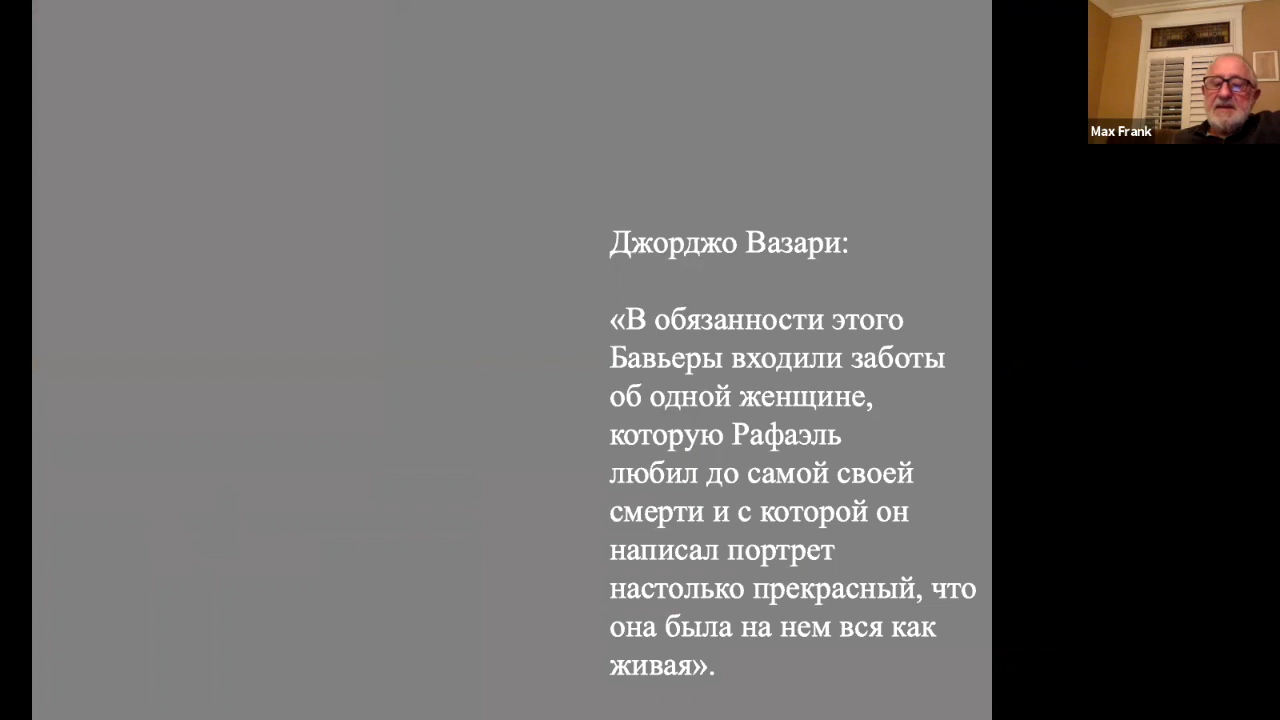 Max Frank
Джорджо Вазари:
«В обязанности этого
Бавьеры входили заботы
об одной женщине,
которую Рафаэль
любил до самой своей
смерти и с которой он
написал портрет
настолько прекрасный, что
она была на нем вся как
живая».